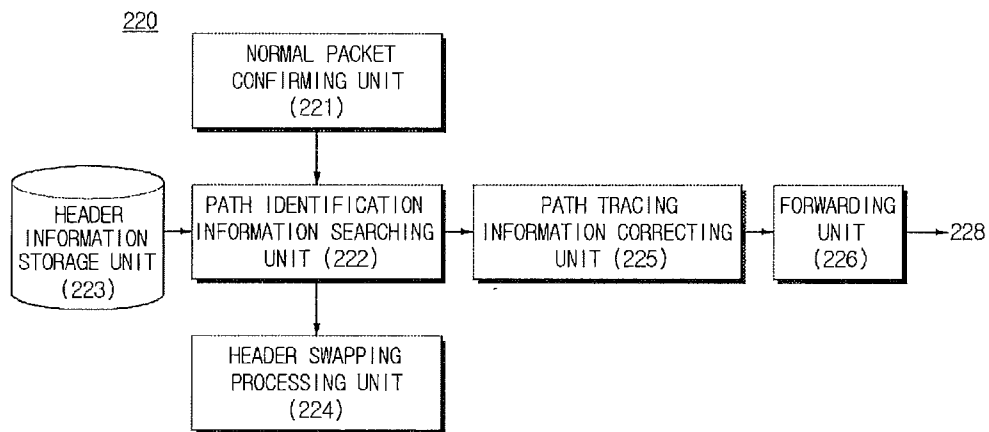 220
NORMAL PACKET
CONFIRMING UNIT
(221)
HEADER
INFORMATION
STORAGE UNIT
(223)
PATH IDENTIFICATION
INFORMATION SEARCHING
UNIT (222)
PATH TRACING
INFORMATION CORRECTING
UNIT (225)
FORWARDING
UNIT
(226)
228
HEADER SWAPPING
PROCESSING UNIT
(224)